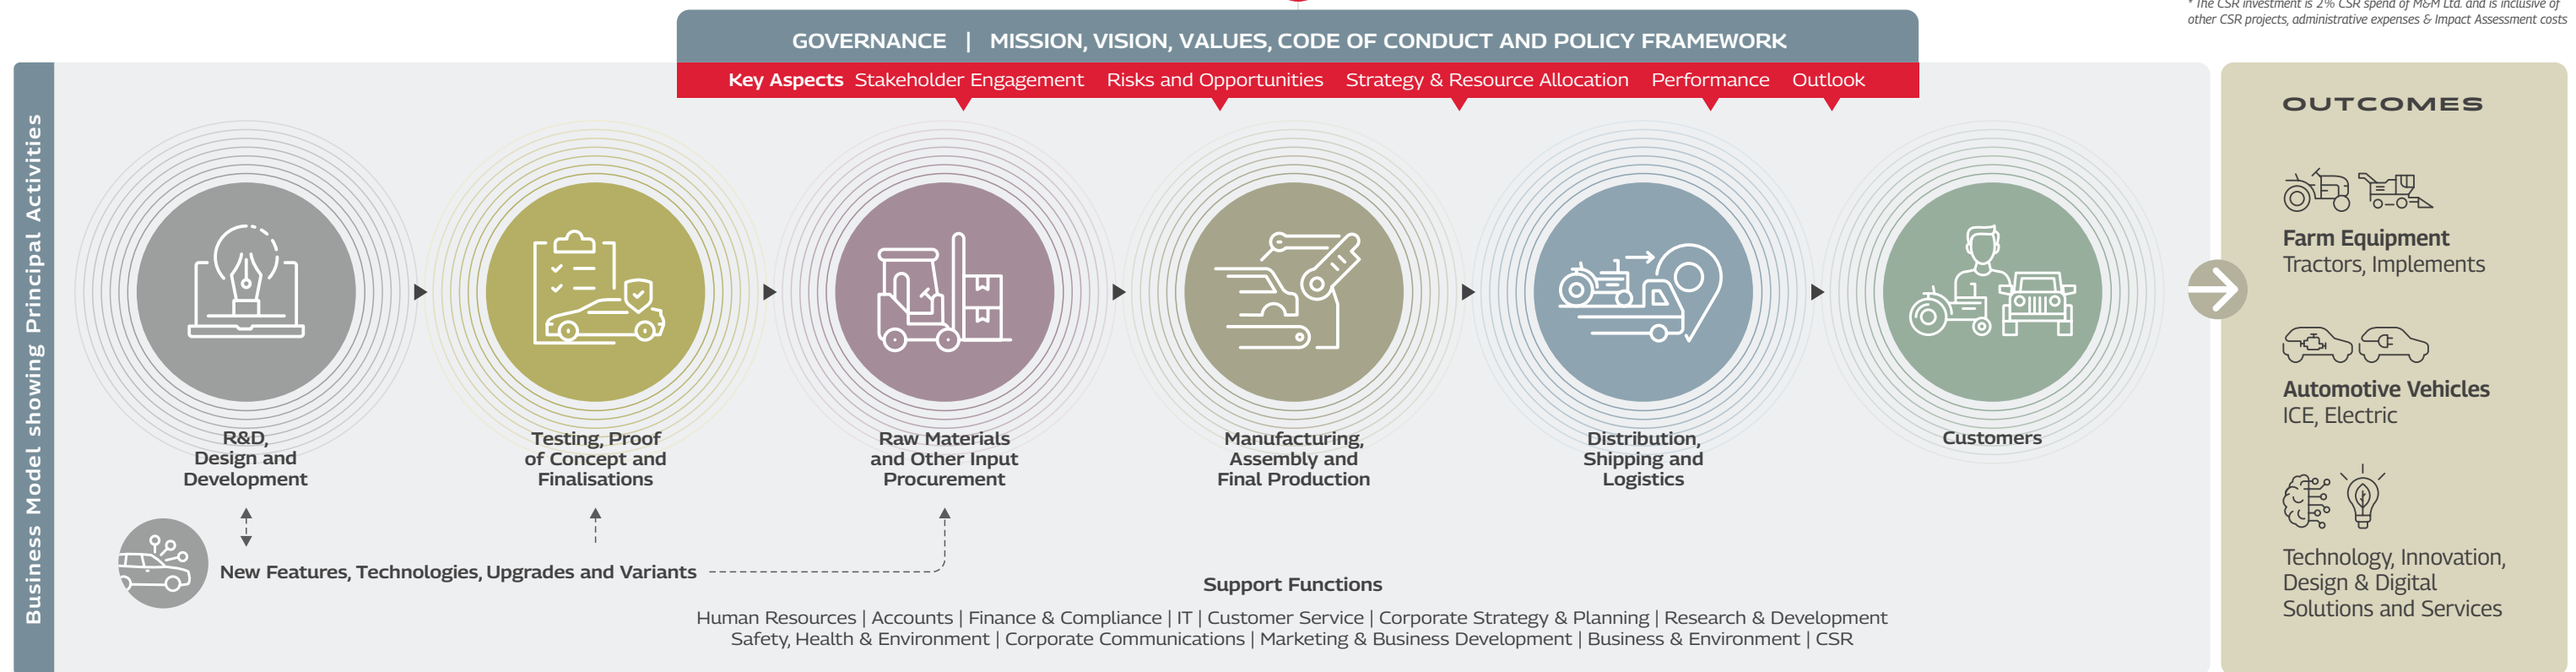 * The CSR investment is 2% CSR spend of M&M Ltd. and is inclusive of
other CSR projects, administrative expenses & Impact Assessment costs
GOVERNANCE | MISSION, VISION, VALUES, CODE OF CONDUCT AND POLICY FRAMEWORK
Key Aspects Stakeholder Engagement Risks and Opportunities Strategy & Resource Allocation Performance Outlook
Business Model showing Principal Activities
R&D,
Design and
Development
Testing, Proof
of Concept and
Finalisations
Raw Materials
and Other Input
Procurement
Manufacturing,
Assembly and
Final Production
Distribution,
Shipping and
Logistics
Customers
New Features, Technologies, Upgrades and Variants
Support Functions
Human Resources | Accounts | Finance & Compliance | IT | Customer Service | Corporate Strategy & Planning | Research & Development
Safety, Health & Environment | Corporate Communications | Marketing & Business Development | Business & Environment | CSR
OUTCOMES
Farm Equipment
Tractors, Implements
Automotive Vehicles
ICE, Electric
Technology, Innovation,
Design & Digital
Solutions and Services